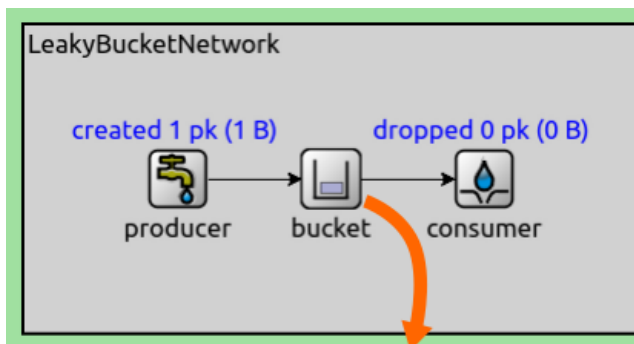 LeakyBucketNetwork
created 1 pk (1 B) dropped 0 pk (0 B)
producer bucket consumer